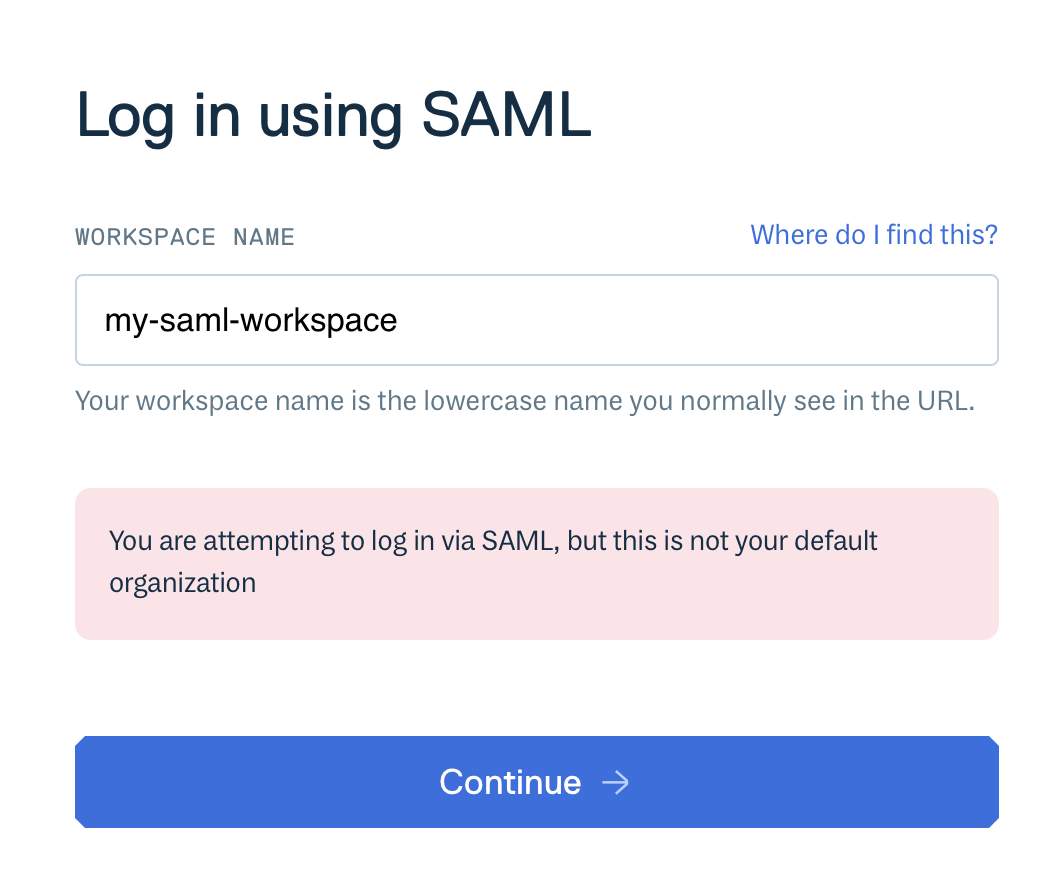 Log in using SAML
WORKSPACE NAME
Where do I find this?
my-saml-workspace
Your workspace name is the lowercase name you normally see in the URL.
You are attempting to log in via SAML, but this is not your default
organization
Continue →